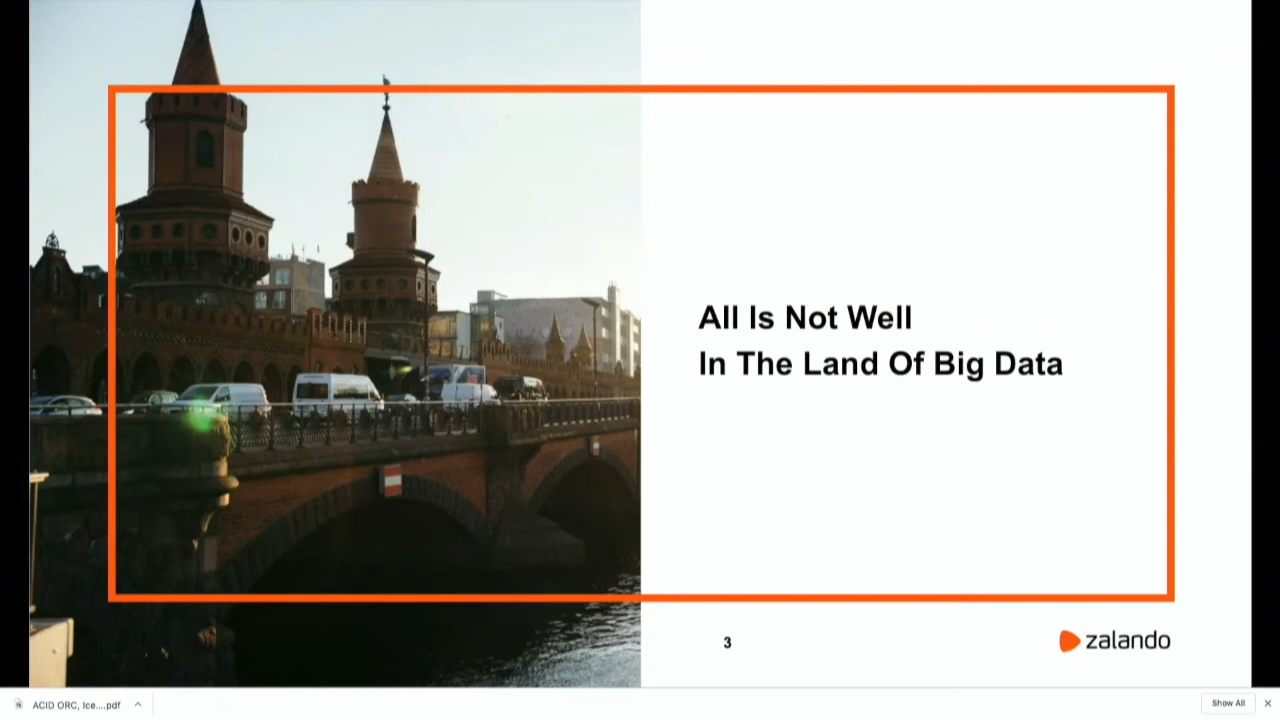 All Is Not Well
In The Land Of Big Data
3
zalando
ACID ORC, Ice....pdf
Show All